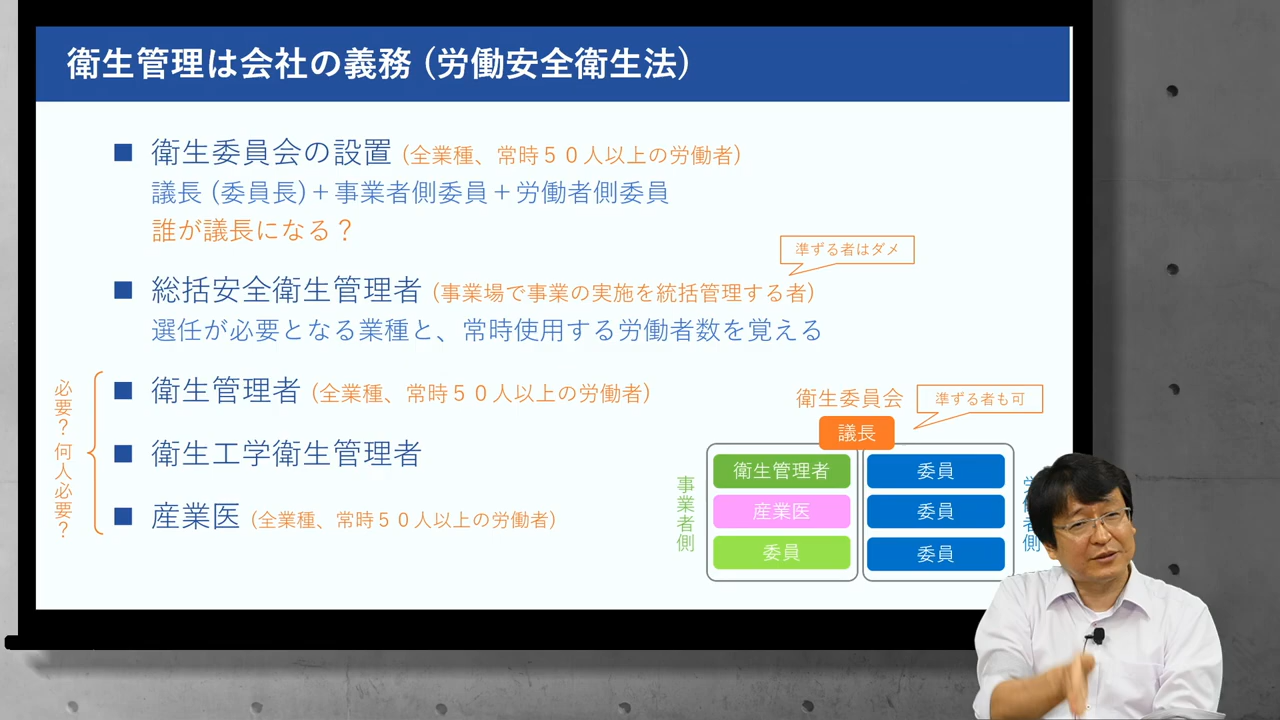 衛生管理は会社の義務（労働安全衛生法）
■ 衛生委員会の設置（全業種、常時５０人以上の労働者）
議長（委員長）＋事業者側委員＋労働者側委員
誰が議長になる？
準ずる者はダメ
■ 総括安全衛生管理者（事業場で事業の実施を統括管理する者）
選任が必要となる業種と、常時使用する労働者数を覚える
必要？何人必要？
■ 衛生管理者（全業種、常時５０人以上の労働者）
■ 衛生工学衛生管理者
■ 産業医（全業種、常時５０人以上の労働者）
衛生委員会
準ずる者も可
議長
事業者側
衛生管理者
産業医
委員
委員
委員
委員
者側